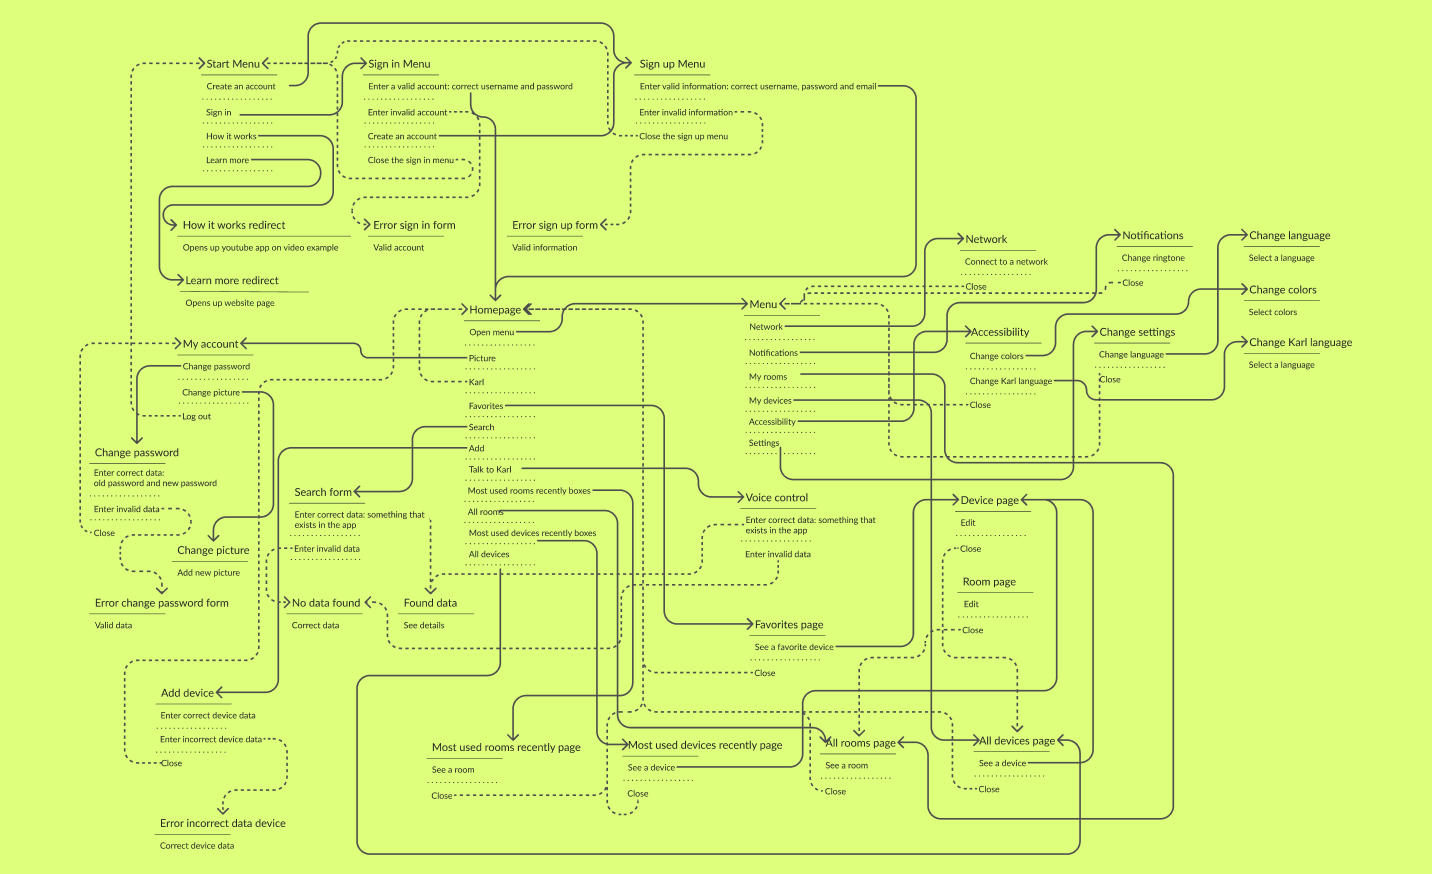 Start Menu
Create an account
Sign in
How it works
Learn more
Sign in Menu
Enter a valid account: correct username and password
Enter invalid account
Create an account
Close the sign in menu
Sign up Menu
Enter valid information: correct username, password and email
Enter invalid information
Close the sign up menu
How it works redirect
Opens up youtube app on video example
Error sign in form
Valid account
Error sign up form
Valid information
Learn more redirect
Opens up website page
Network
Connect to a network
Close
Notifications
Change ringtone
Close
Change language
Select a language
Change colors
Select colors
Change Karl language
Select a language
Homepage
Open menu
Picture
Karl
Favorites
Search
Add
Talk to Karl
Most used rooms recently boxes
All rooms
Most used devices recently boxes
All devices
Menu
Network
Notifications
My rooms
My devices
Accessibility
Settings
Accessibility
Change colors
Change Karl language
Close
Change settings
Change language
Close
My account
Change password
Change picture
Log out
Change password
Enter correct data:
old password and new password
Enter invalid data
Close
Change picture
Add new picture
Error change password form
Valid data
Search form
Enter correct data: something that
exists in the app
Enter invalid data
No data found
Correct data
Found data
See details
Voice control
Enter correct data: something that
exists in the app
Enter invalid data
Device page
Edit
Close
Room page
Edit
Close
Favorites page
See a favorite device
Close
Add device
Enter correct device data
Enter incorrect device data
Close
Error incorrect data device
Correct device data
Most used rooms recently page
See a room
Close
Most used devices recently page
See a device
Close
All rooms page
See a room
Close
All devices page
See a device
Close